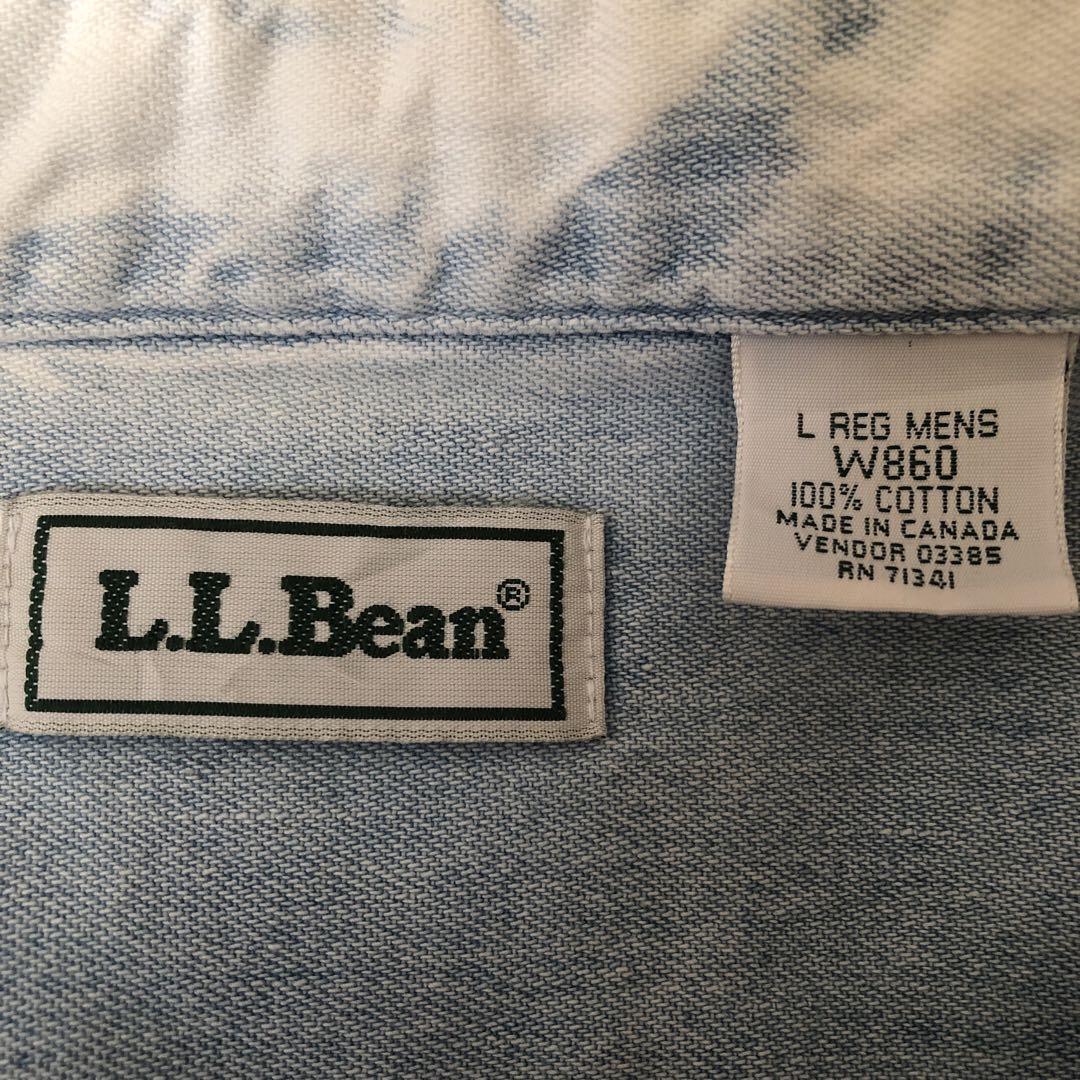 L.L.Bean®
L REG MENS
W860
100% COTTON
MADE IN CANADA
VENDOR 03385
RN 71341